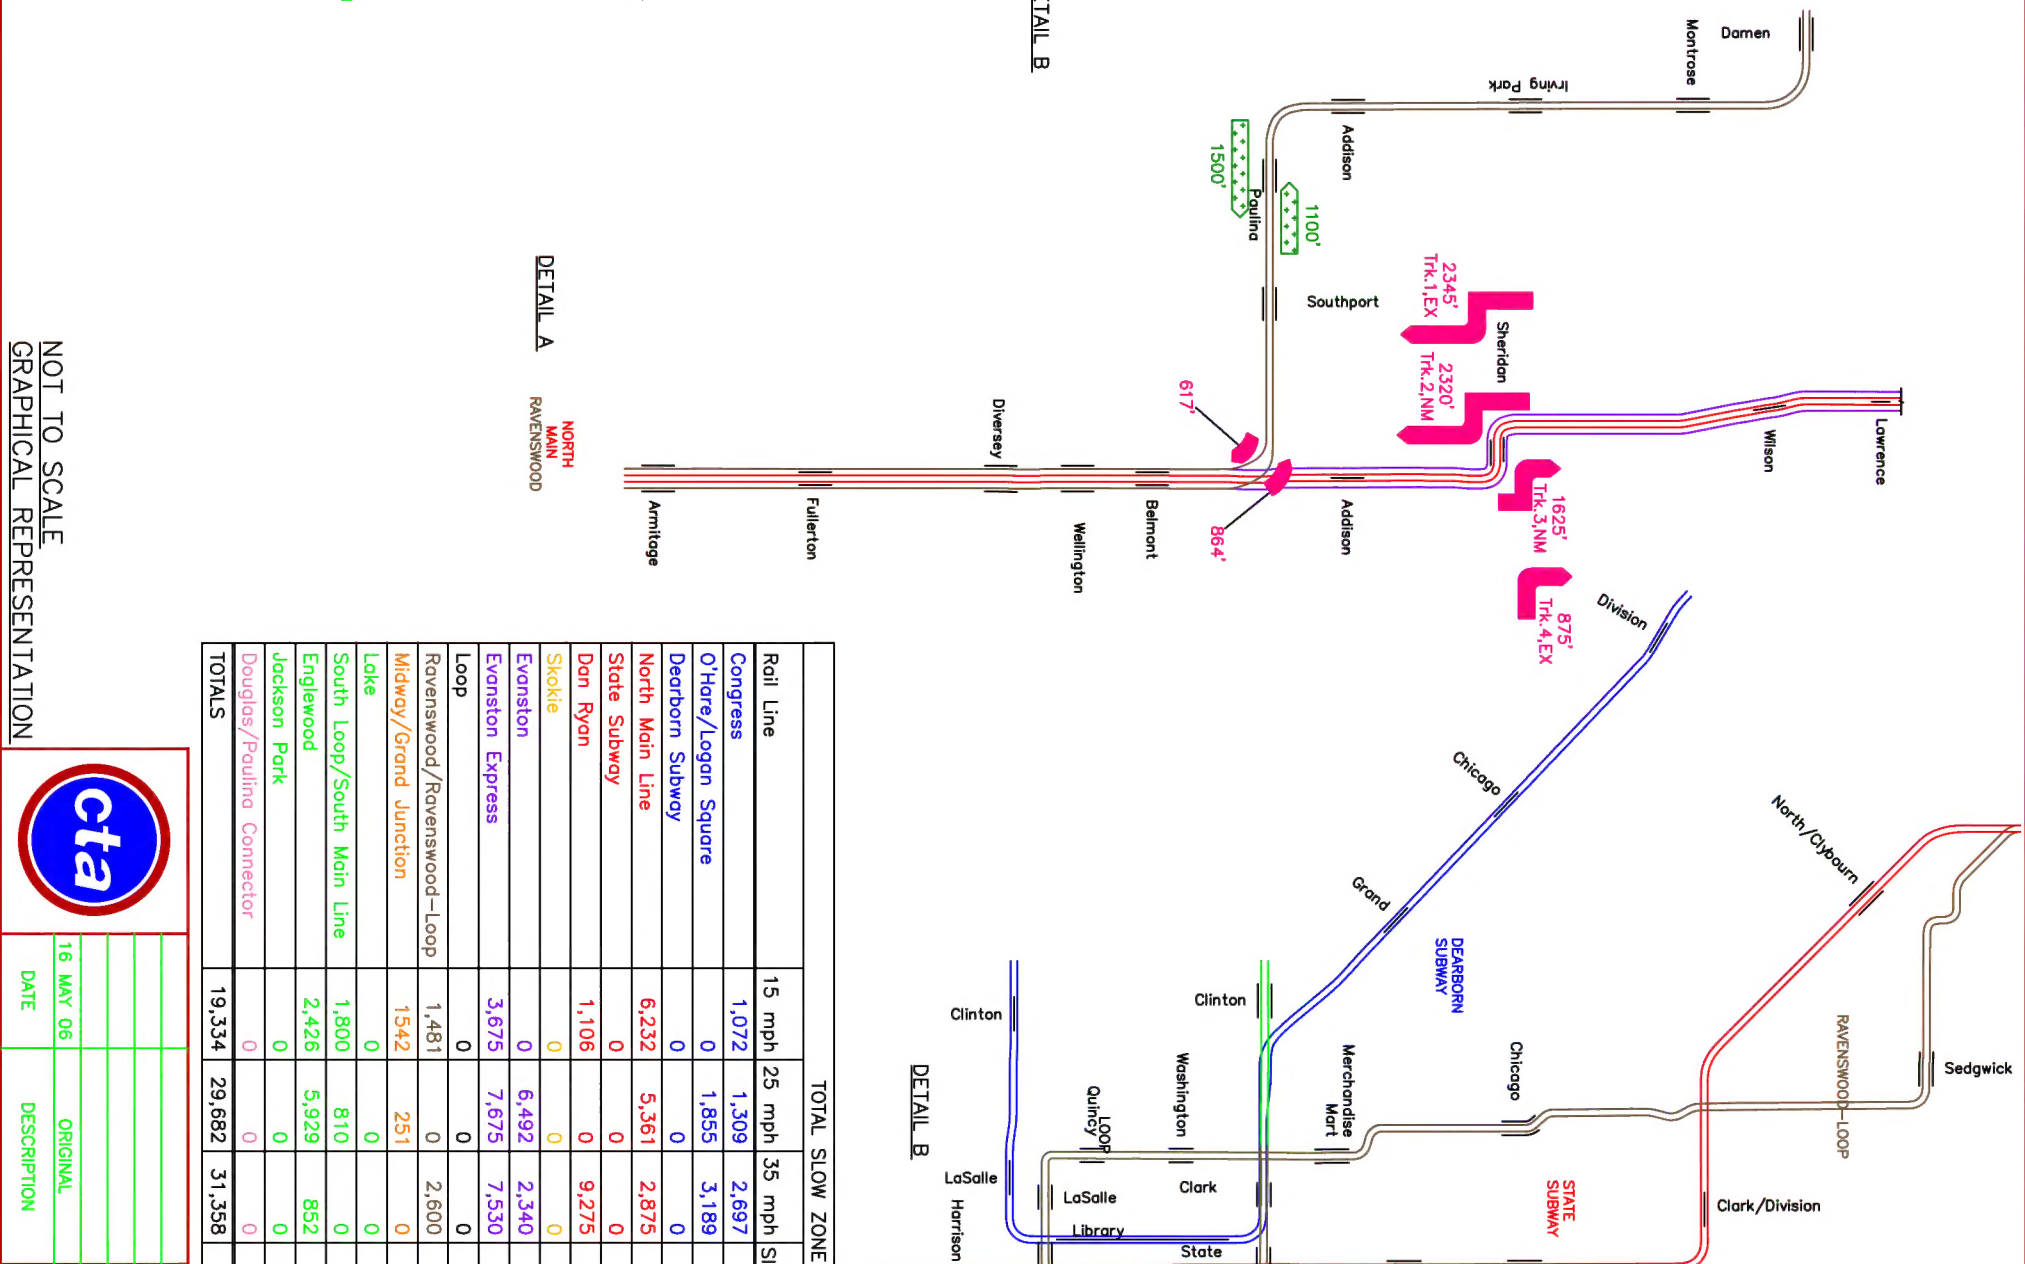 ETAIL B
Damen
Montrose
Irving Park
Addison
Paulina
1500'
1100'
Southport
2345'
Trk.1,EX
Sheridan
2320'
Trk.2,NM
617'
864'
Lawrence
Wilson
1625'
Trk.3,NM
875'
Trk.4,EX
Addison
Belmont
Wellington
Diversey
Fullerton
Armitage
DETAIL A
NORTH
MAIN
RAVENSWOOD
NOT TO SCALE
GRAPHICAL REPRESENTATION
Division
Chicago
Grand
DEARBORN
SUBWAY
North/Clybourn
RAVENSWOOD-LOOP
Sedgwick
Chicago
Clark/Division
STATE
SUBWAY
Merchandise
Mart
Clinton
Washington
Quincy
LOOP
Clark
Clinton
LaSalle
LaSalle
Library
State
Harrison
DETAIL B
TOTAL SLOW ZONE
Rail Line 15 mph 25 mph 35 mph Sl
Congress 1,072 1,309 2,697
O'Hare/Logan Square 0 1,855 3,189
Dearborn Subway 0 0 0
North Main Line 6,232 5,361 2,875
State Subway 0 0 0
Dan Ryan 1,106 0 9,275
Skokie 0 0 0
Evanston 0 6,492 2,340
Evanston Express 3,675 7,675 7,530
Loop 0 0 0
Ravenswood/Ravenswood-Loop 1,481 0 2,600
Midway/Grand Junction 1542 251 0
Lake 0 0 0
South Loop/South Main Line 1,800 810 0
Englewood 2,426 5,929 852
Jackson Park 0 0 0
Douglas/Paulina Connector 0 0 0
TOTALS 19,334 29,682 31,358
cta
16 MAY 06 ORIGINAL
DATE DESCRIPTION